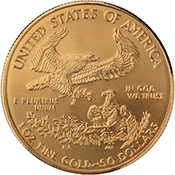 UNITED STATES OF AMERICA
E PLURIBUS
UNUM
IN GOD
WE TRUST
1 OZ. FINE GOLD~50 DOLLARS